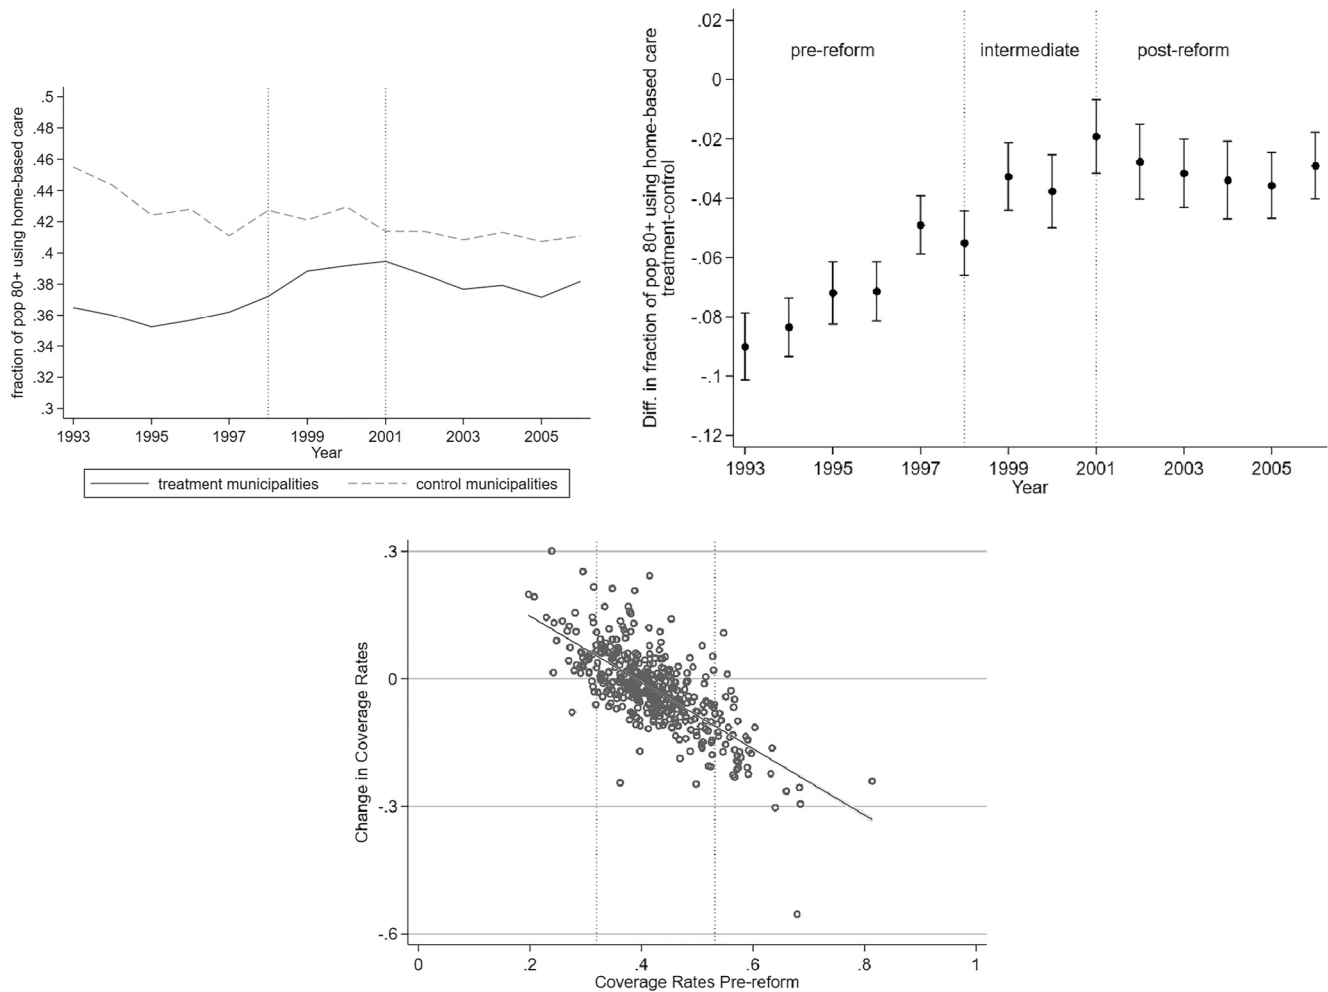 fraction of pop 80+ using home-based care
.5
.48
.46
.44
.42
.4
.38
.36
.34
.32
.3
1993 1995 1997 1999 2001 2003 2005
Year
treatment municipalities control municipalities
Diff. in fraction of pop 80+ using home-based care
treatment-control
.02
0
-.02
-.04
-.06
-.08
-.1
-.12
pre-reform intermediate post-reform
1993 1995 1997 1999 2001 2003 2005
Year
Change in Coverage Rates
.3
0
-.3
-.6
0 .2 .4 .6 .8 1
Coverage Rates Pre-reform